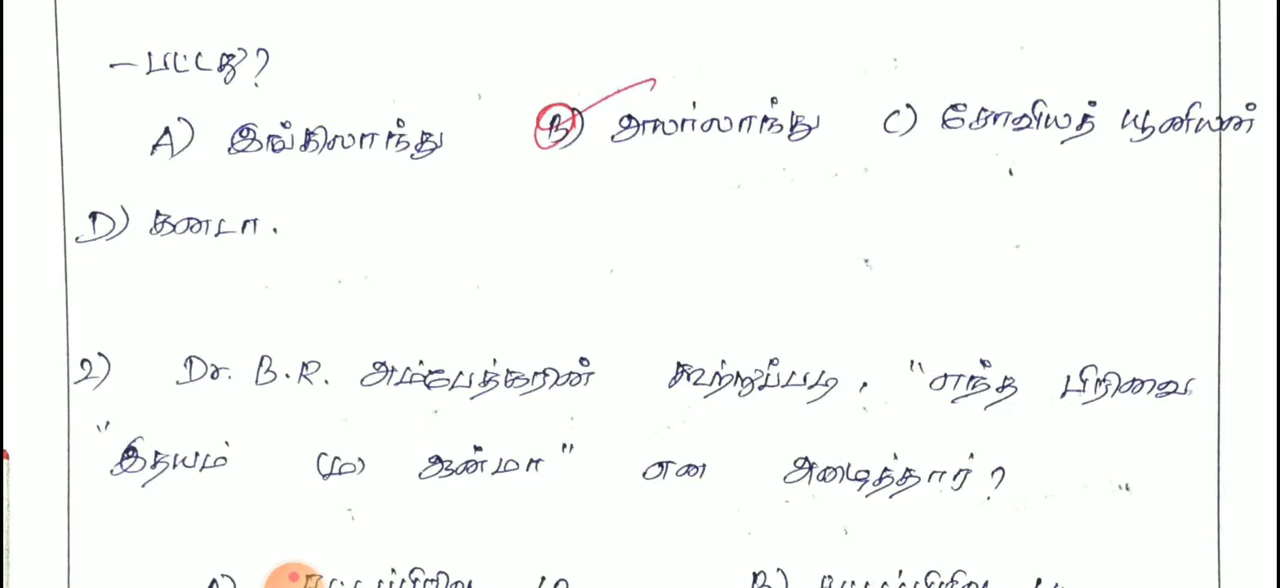 - பட்டது?
A) இங்கிலாந்து B) அயர்லாந்து C) சோவியத் யூனியன்
D) கனடா.
2) Dr. B.R. அம்பேத்கரின் கூற்றுப்படி, "எந்த பிரிவை
"இதயம் (ம) ஆன்மா" என அழைத்தார்?
A) B)